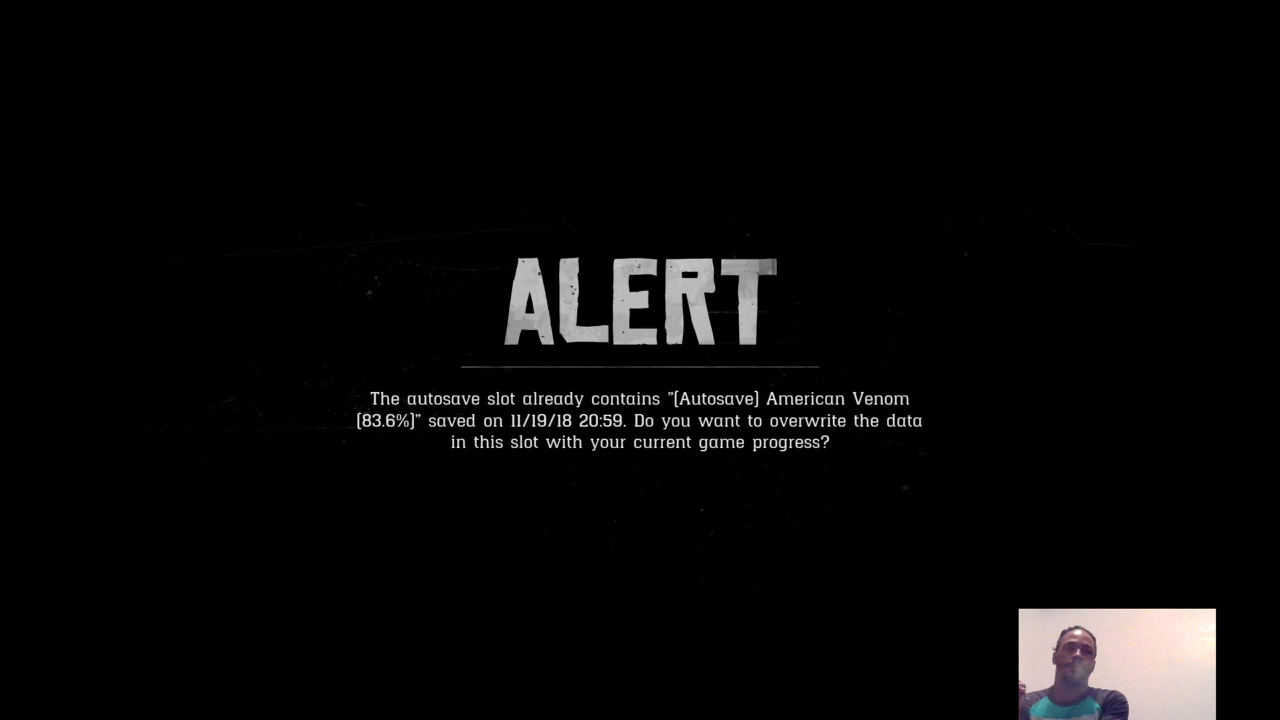 ALERT
The autosave slot already contains "(Autosave) American Venom
(83.6%)" saved on 11/19/18 20:59. Do you want to overwrite the data
in this slot with your current game progress?